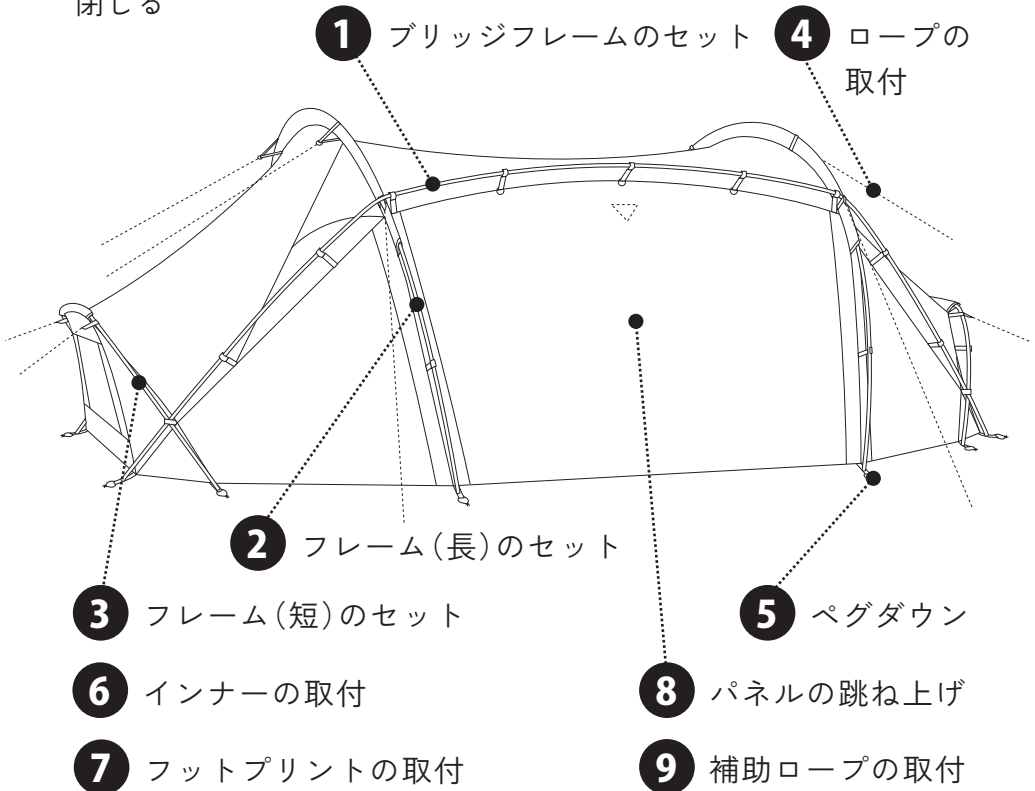 閉じる
1 ブリッジフレームのセット
4 ロープの
取付
2 フレーム(長)のセット
3 フレーム(短)のセット
5 ペグダウン
6 インナーの取付
8 パネルの跳ね上げ
7 フットプリントの取付
9 補助ロープの取付